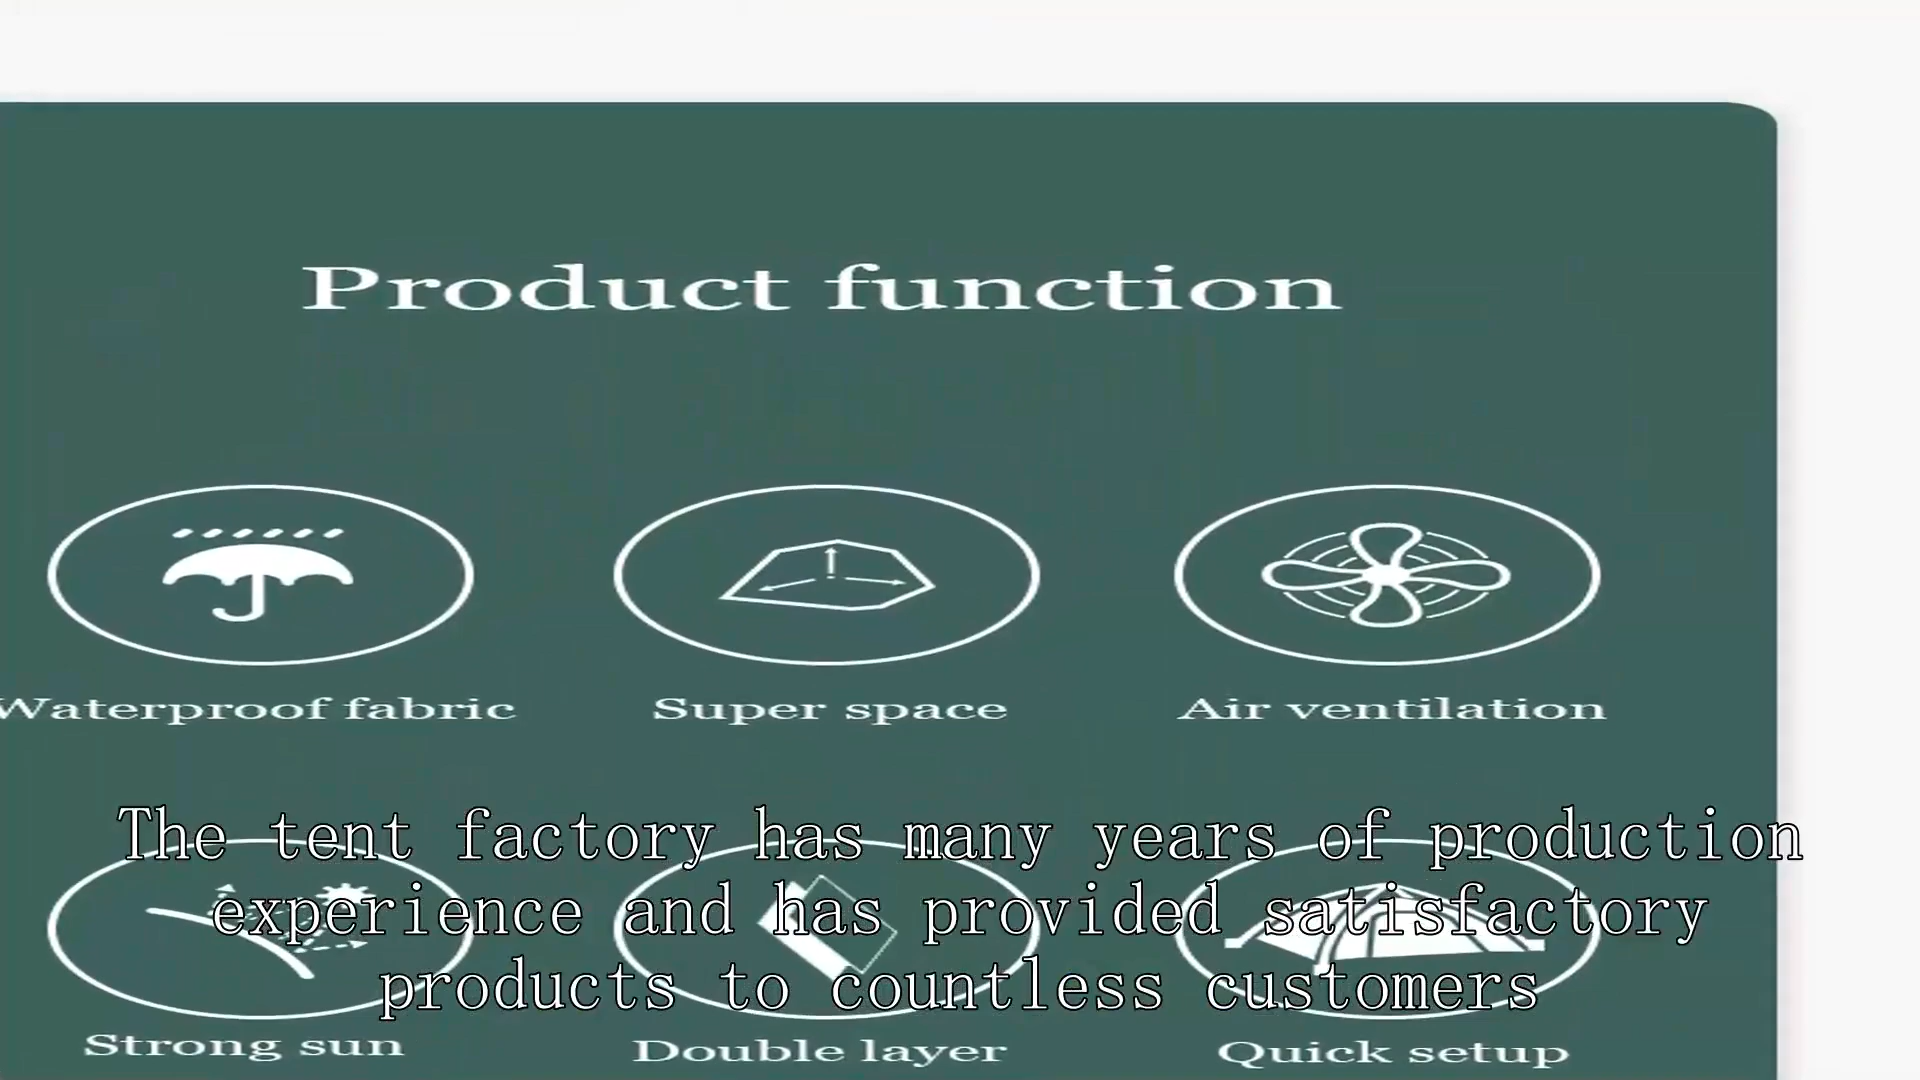 Product function
Waterproof fabric
Super space
Air ventilation
The tent factory has many years of production
experience and has provided satisfactory
products to countless customers
Strong sun
Double layer
Quick setup